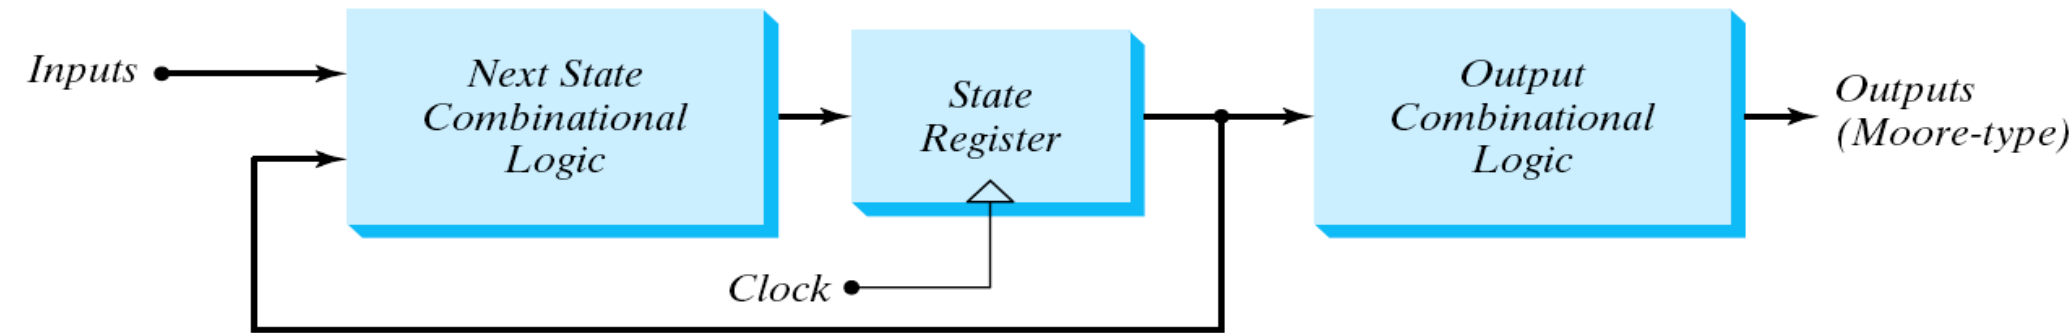 Inputs
Next State
Combinational
Logic
State
Register
Clock
Output
Combinational
Logic
Outputs
(Moore-type)